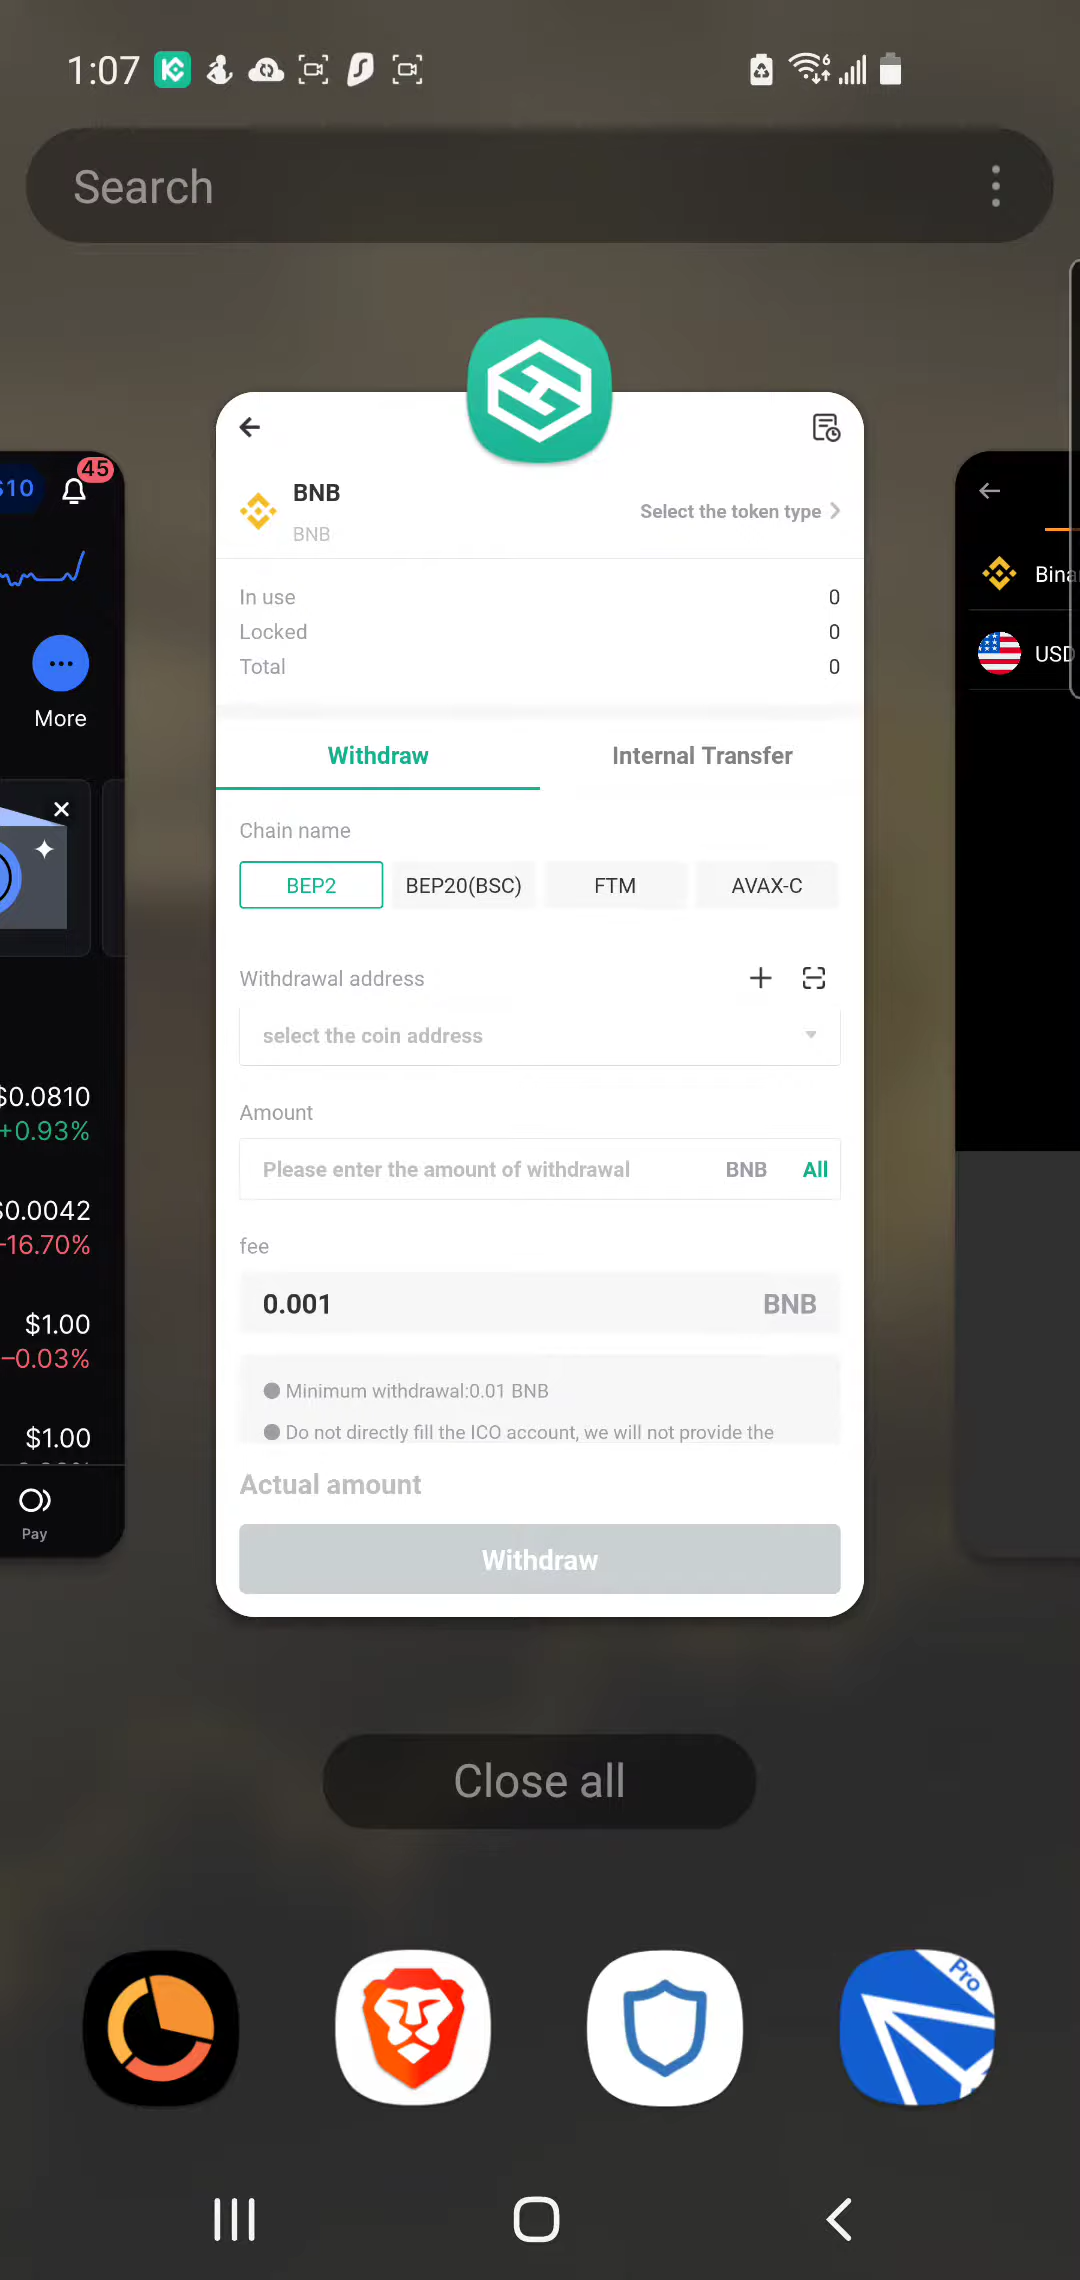 1:07
Search
$10
45
More
$0.0810
+0.93%
$0.0042
-16.70%
$1.00
-0.03%
$1.00
Pay
BNB
BNB
Select the token type
In use 0
Locked 0
Total 0
Withdraw Internal Transfer
Chain name
BEP2 BEP20(BSC) FTM AVAX-C
Withdrawal address
select the coin address
Amount
Please enter the amount of withdrawal BNB All
fee
0.001 BNB
Minimum withdrawal:0.01 BNB
Do not directly fill the ICO account, we will not provide the
Actual amount
Withdraw
Bina
USD
Close all
Pro